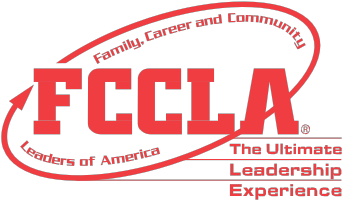 Family, Career and Community
FCCLA®
Leaders of America
The Ultimate
Leadership
Experience